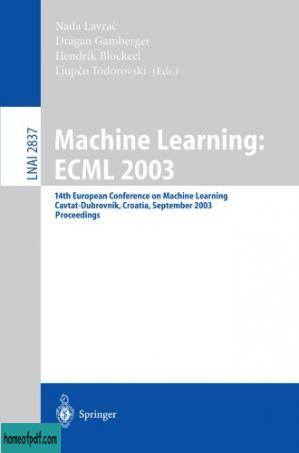 Nada Lavrač
Dragan Gamberger
Hendrik Blockeel
Ljupčo Todorovski (Eds.)
LNAI 2837
Machine Learning:
ECML 2003
14th European Conference on Machine Learning
Cavtat-Dubrovnik, Croatia, September 2003
Proceedings
Springer
homeofpdf.com